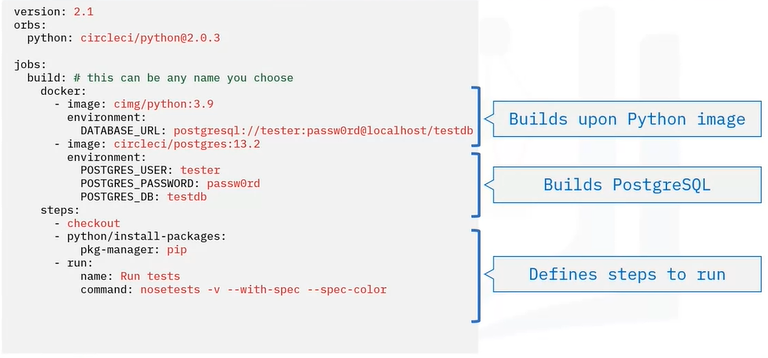 version: 2.1
orbs:
  python: circleci/python@2.0.3

jobs:
  build: # this can be any name you choose
    docker:
      - image: cimg/python:3.9
        environment:
          DATABASE_URL: postgresql://tester:passw0rd@localhost/testdb
      - image: circleci/postgres:13.2
        environment:
          POSTGRES_USER: tester
          POSTGRES_PASSWORD: passw0rd
          POSTGRES_DB: testdb
    steps:
      - checkout
      - python/install-packages:
          pkg-manager: pip
      - run:
          name: Run tests
          command: nosetests -v --with-spec --spec-color
Builds upon Python image
Builds PostgreSQL
Defines steps to run